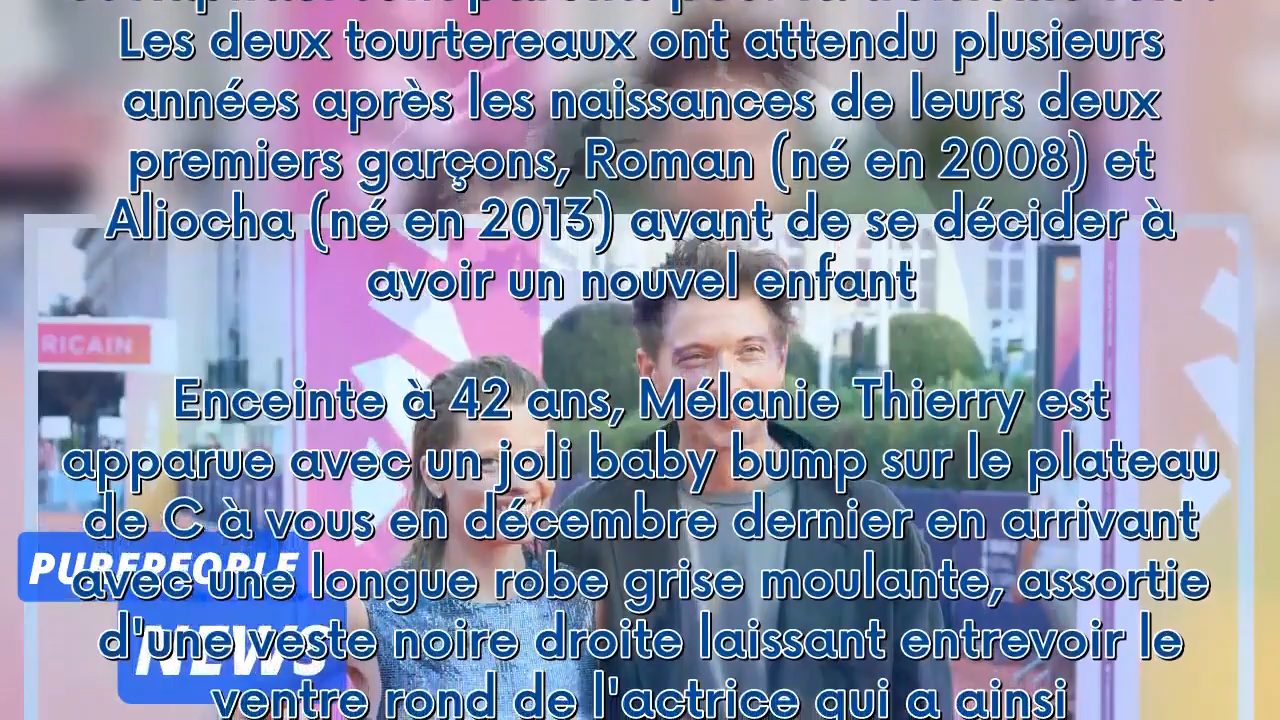 Les deux tourtereaux ont attendu plusieurs
années après les naissances de leurs deux
premiers garçons, Roman (né en 2008) et
Aliocha (né en 2013) avant de se décider à
avoir un nouvel enfant
RICAIN
Enceinte à 42 ans, Mélanie Thierry est
apparue avec un joli baby bump sur le plateau
de C à vous en décembre dernier en arrivant
PUREPEOPLE
avec une longue robe grise moulante, assortie
NEWS
d'une veste noire droite laissant entrevoir le
ventre rond de l'actrice qui a ainsi